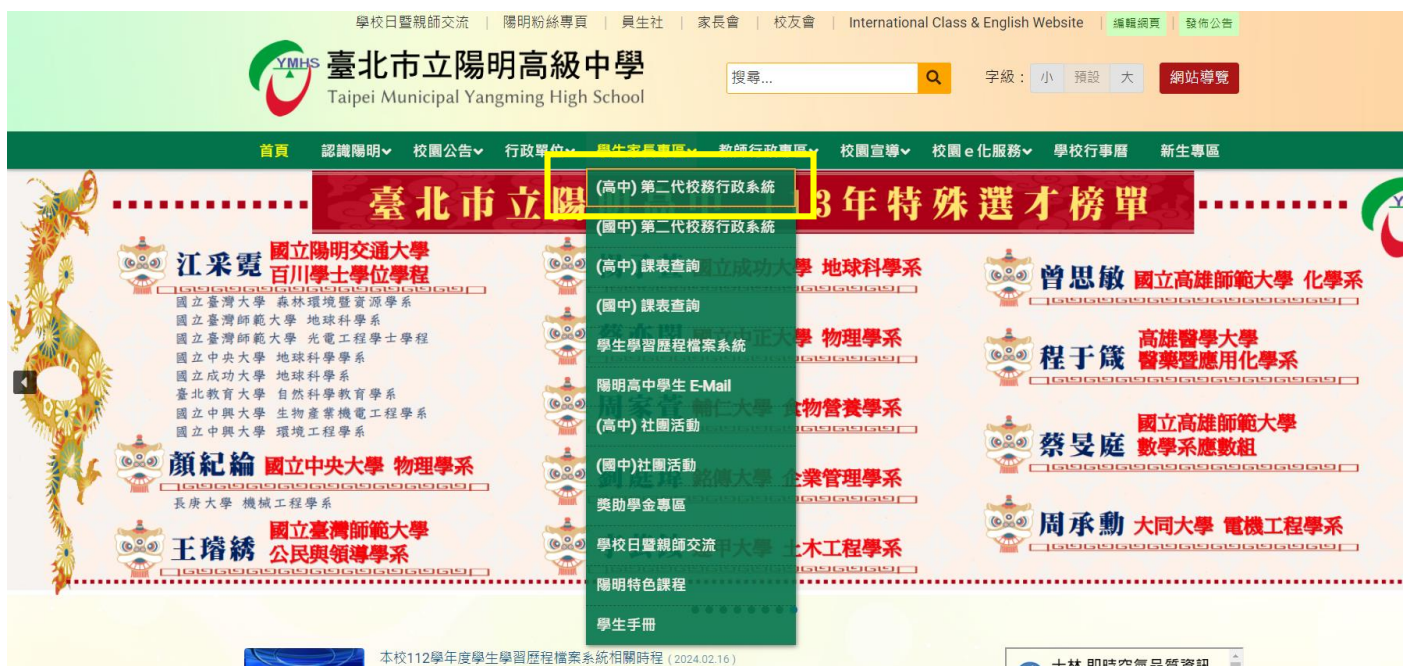 學校日暨親師交流 | 陽明粉絲專頁 | 員生社 | 家長會 | 校友會 | International Class & English Website | 編輯網頁 | 發佈公告
YMHS 臺北市立陽明高級中學
Taipei Municipal Yangming High School
搜尋...
字級： 小 預設 大 網站導覽
首頁 認識陽明 校園公告 行政單位 學生家長專區 教師行政專區 校園宣導 校園e化服務 學校行事曆 新生專區
臺北市立陽 3年特殊選才榜單
(高中) 第二代校務行政系統
(國中) 第二代校務行政系統
(高中) 課表查詢
(國中) 課表查詢
學生學習歷程檔案系統
陽明高中學生 E-Mail
(高中) 社團活動
(國中)社團活動
獎助學金專區
學校日暨親師交流
陽明特色課程
學生手冊
江采霓 國立陽明交通大學
百川學士學位學程
國立臺灣大學 森林環境暨資源學系
國立臺灣師範大學 地球科學系
國立臺灣師範大學 光電工程學士學程
國立中央大學 地球科學學系
國立成功大學 地球科學系
臺北教育大學 自然科學教育學系
國立中興大學 生物產業機電工程學系
國立中興大學 環境工程學系
顏紀綸 國立中央大學 物理學系
長庚大學 機械工程學系
王璿綉 國立臺灣師範大學
公民與領導學系
國立成功大學 地球科學系
國立中正大學 物理學系
周家萱 輔仁大學 食物營養學系
銘傳大學 企業管理學系
甲大學 土木工程學系
曾思敏 國立高雄師範大學 化學系
程于箴 高雄醫學大學
醫藥暨應用化學系
蔡旻庭 國立高雄師範大學
數學系應數組
周承勳 大同大學 電機工程學系
本校112學年度學生學習歷程檔案系統相關時程 (2024.02.16)
士林 即時空氣品質資訊